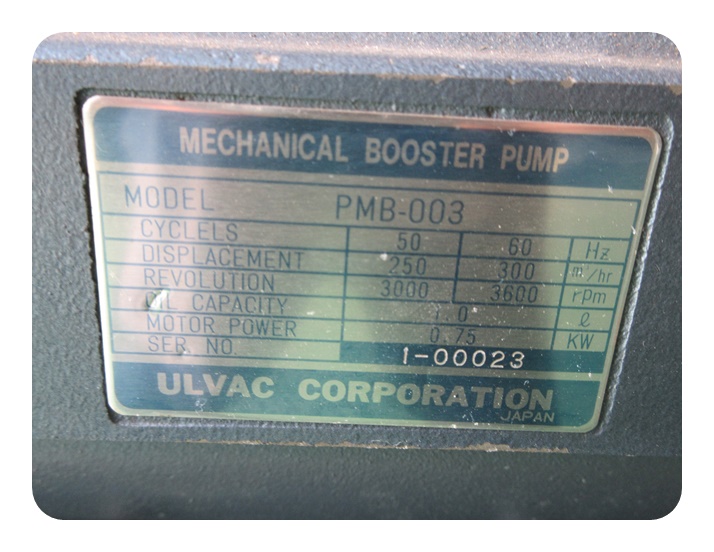 MECHANICAL BOOSTER PUMP
MODEL PMB-003
CYCLELS 50 60 Hz
DISPLACEMENT 250 300 m³/hr
REVOLUTION 3000 3600 rpm
OIL CAPACITY 1.0 ℓ
MOTOR POWER 0.75 KW
SER. NO. 1-00023
ULVAC CORPORATION
JAPAN